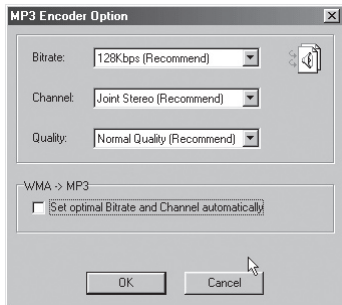 MP3 Encoder Option
Bitrate: 128Kbps (Recommend)
Channel: Joint Stereo (Recommend)
Quality: Normal Quality (Recommend)
WMA -> MP3
Set optimal Bitrate and Channel automatically
OK Cancel